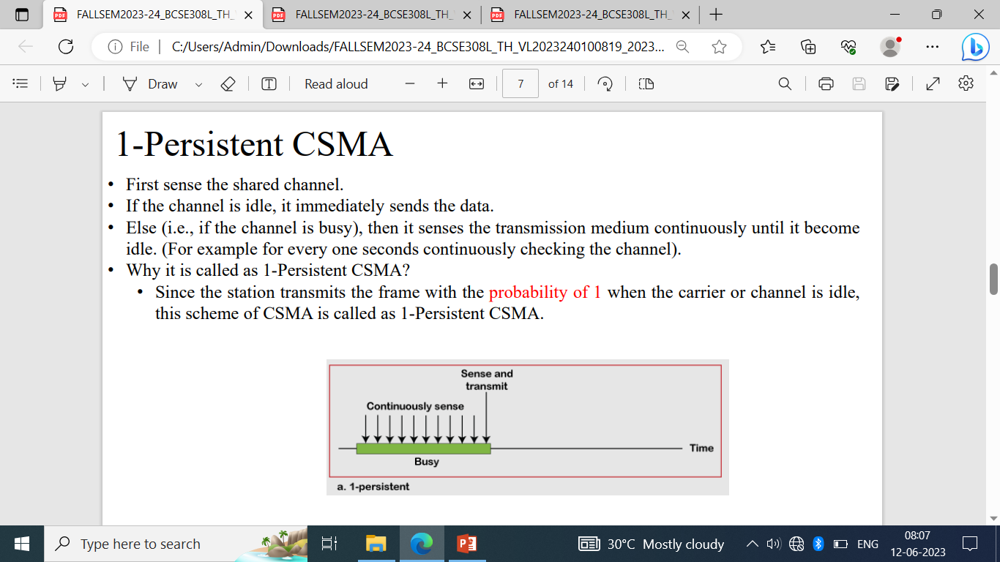 FALLSEM2023-24_BCSE308L_TH_
FALLSEM2023-24_BCSE308L_TH_
FALLSEM2023-24_BCSE308L_TH_
File
C:/Users/Admin/Downloads/FALLSEM2023-24_BCSE308L_TH_VL2023240100819_2023...
Draw
T
Read aloud
7
of 14
1-Persistent CSMA
• First sense the shared channel.
• If the channel is idle, it immediately sends the data.
• Else (i.e., if the channel is busy), then it senses the transmission medium continuously until it become
idle. (For example for every one seconds continuously checking the channel).
• Why it is called as 1-Persistent CSMA?
• Since the station transmits the frame with the probability of 1 when the carrier or channel is idle,
this scheme of CSMA is called as 1-Persistent CSMA.
Sense and
transmit
Continuously sense
Time
Busy
a. 1-persistent
Type here to search
30°C Mostly cloudy
ENG
08:07
12-06-2023